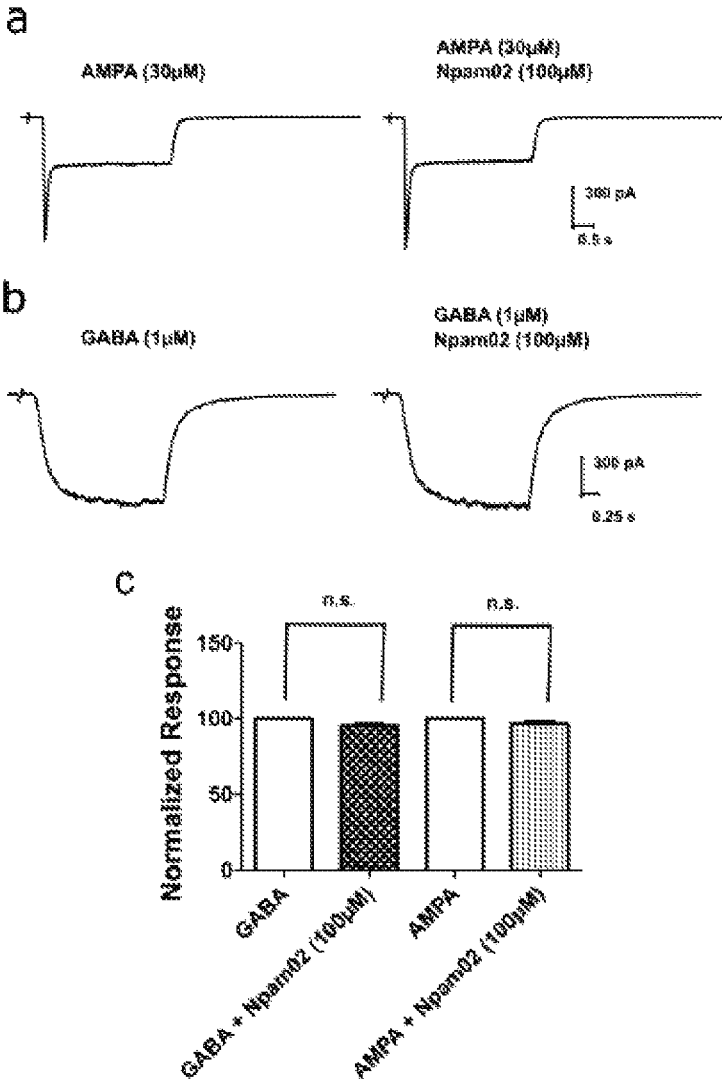 a
AMPA (30µM)
AMPA (30µM)
Npam02 (100µM)
300 pA
0.5 s
b
GABA (1µM)
GABA (1µM)
Npam02 (100µM)
300 pA
0.25 s
c
n.s.
n.s.
Normalized Response
150
100
50
0
GABA
GABA + Npam02 (100µM)
AMPA
AMPA + Npam02 (100µM)